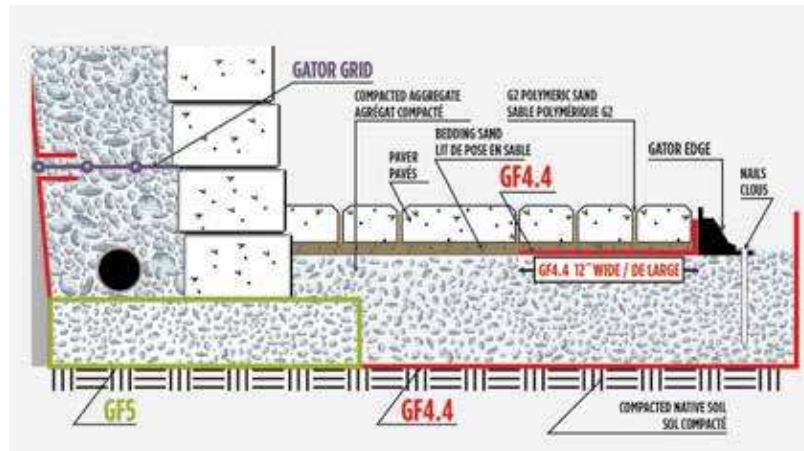 GATOR GRID
COMPACTED AGGREGATE
AGRÉGAT COMPACTÉ
G2 POLYMERIC SAND
SABLE POLYMÉRIQUE G2
BEDDING SAND
LIT DE POSE EN SABLE
PAVER
PAVÉS
GF4.4
GATOR EDGE
NAILS
CLOUS
GF4.4 12" WIDE / DE LARGE
GF5
GF4.4
COMPACTED NATIVE SOIL
SOL COMPACTÉ